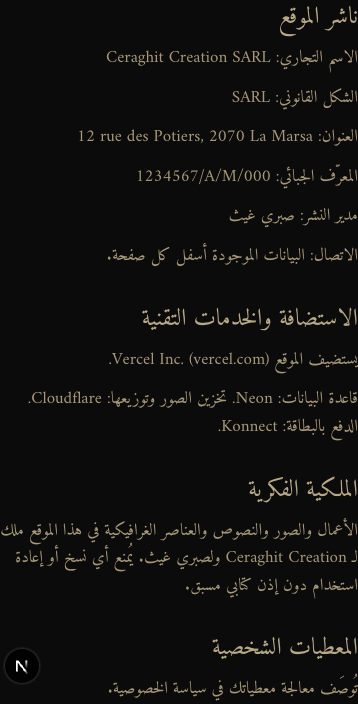 ناشر الموقع
الاسم التجاري: Ceraghit Creation SARL
الشكل القانوني: SARL
العنوان: 12 rue des Potiers, 2070 La Marsa
المعرّف الجبائي: 1234567/A/M/000
مدير النشر: صبري غيث
الاتصال: البيانات الموجودة أسفل كل صفحة.
الاستضافة والخدمات التقنية
يستضيف الموقع Vercel Inc. (vercel.com).
قاعدة البيانات: Neon. تخزين الصور وتوزيعها: Cloudflare.
الدفع بالبطاقة: Konnect.
الملكية الفكرية
الأعمال والصور والنصوص والعناصر الغرافيكية في هذا الموقع ملك
لـ Ceraghit Creation ولصبري غيث. يُمنع أي نسخ أو إعادة
استخدام دون إذن كتابي مسبق.
المعطيات الشخصية
تُوصَف معالجة معطياتك في سياسة الخصوصية.
N